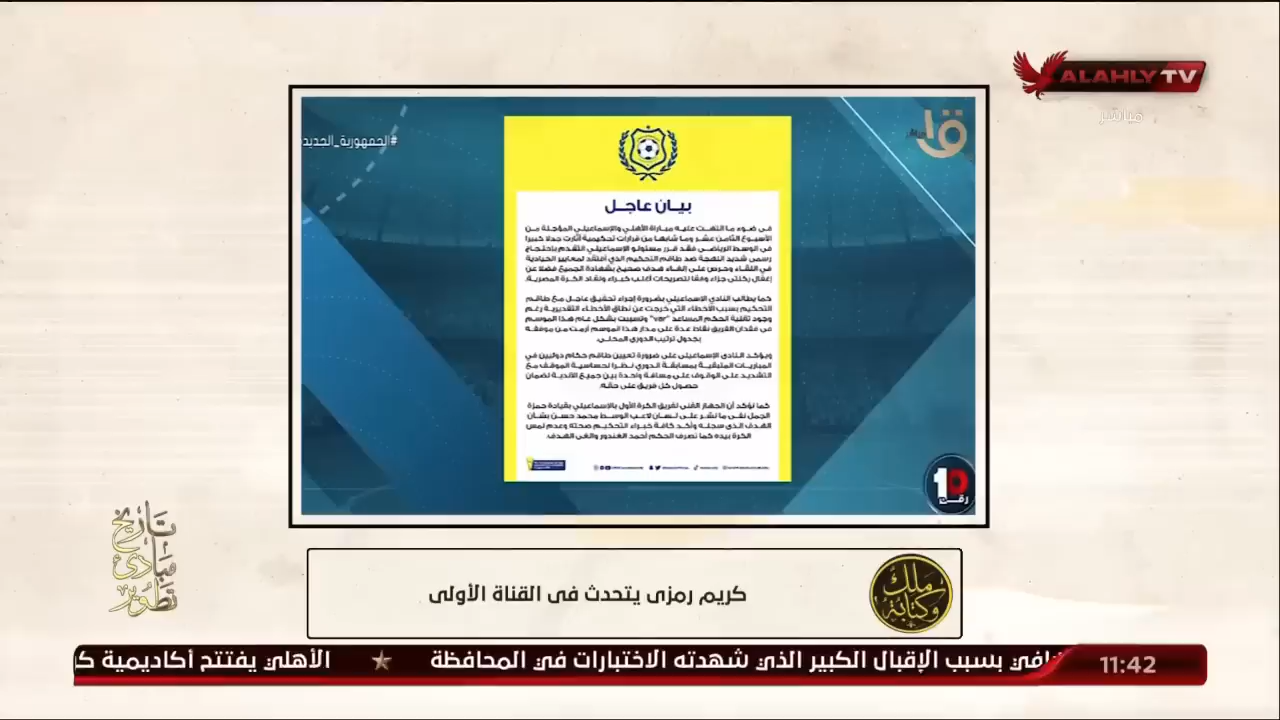 ALAHLY TV
مباشر
#الجمهورية_الجديدة
بيان عاجل
في ضوء ما انتهت عليه مباراة الأهلي والإسماعيلي المؤجلة من
الأسبوع الثامن عشر وما شابها من قرارات تحكيمية أثارت جدلا كبيرا
في الوسط الرياضي فقد قرر مسئولو الإسماعيلي التقدم باحتجاج
رسمي شديد اللهجة ضد طاقم التحكيم الذي افتقد لمعايير الحيادية
في اللقاء وحرص على إلغاء هدف صحيح بشهادة الجميع فضلا عن
إغفال ركلتي جزاء وفقا لتصريحات أغلب خبراء ونقاد الكرة المصرية.
كما يطالب النادي الإسماعيلي بضرورة إجراء تحقيق عاجل مع طاقم
التحكيم بسبب الأخطاء التي خرجت عن نطاق الأخطاء التقديرية رغم
وجود تقنية الحكم المساعد "var" وتسببت بشكل عام هذا الموسم
في فقدان الفريق نقاط عدة على مدار هذا الموسم أزمت من موقفه
بجدول ترتيب الدوري المحلي.
ويؤكد النادي الإسماعيلي على ضرورة تعيين طاقم حكام دوليين في
المباريات المتبقية بمسابقة الدوري نظرا لحساسية الموقف مع
التشديد على الوقوف على مسافة واحدة بين جميع الأندية لضمان
حصول كل فريق على حقه.
كما نؤكد أن الجهاز الفني لفريق الكرة الأول بالإسماعيلي بقيادة حمزة
الجمل نفى ما نشر على لسان لاعب الوسط محمد حسن بشأن
الهدف الذي سجله وأكد كافة خبراء التحكيم صحته وعدم لمس
الكرة بيده كما تصرف الحكم أحمد الغندور وألغى الهدف.
رقم 10
تاريخ
مبادئ
تطوير
ملك
وكتابة
كريم رمزى يتحدث فى القناة الأولى
افي بسبب الإقبال الكبير الذي شهدته الاختبارات في المحافظة ★ الأهلي يفتتح أكاديمية ك
11:42